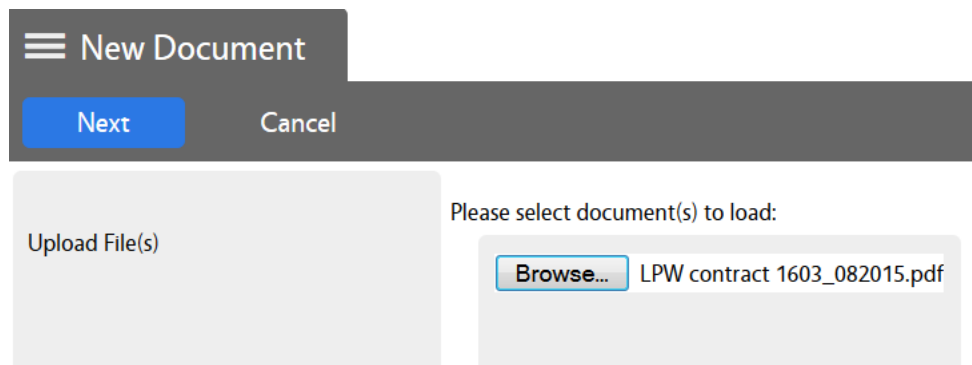 New Document
Next Cancel
Upload File(s)
Please select document(s) to load:
Browse... LPW contract 1603_082015.pdf